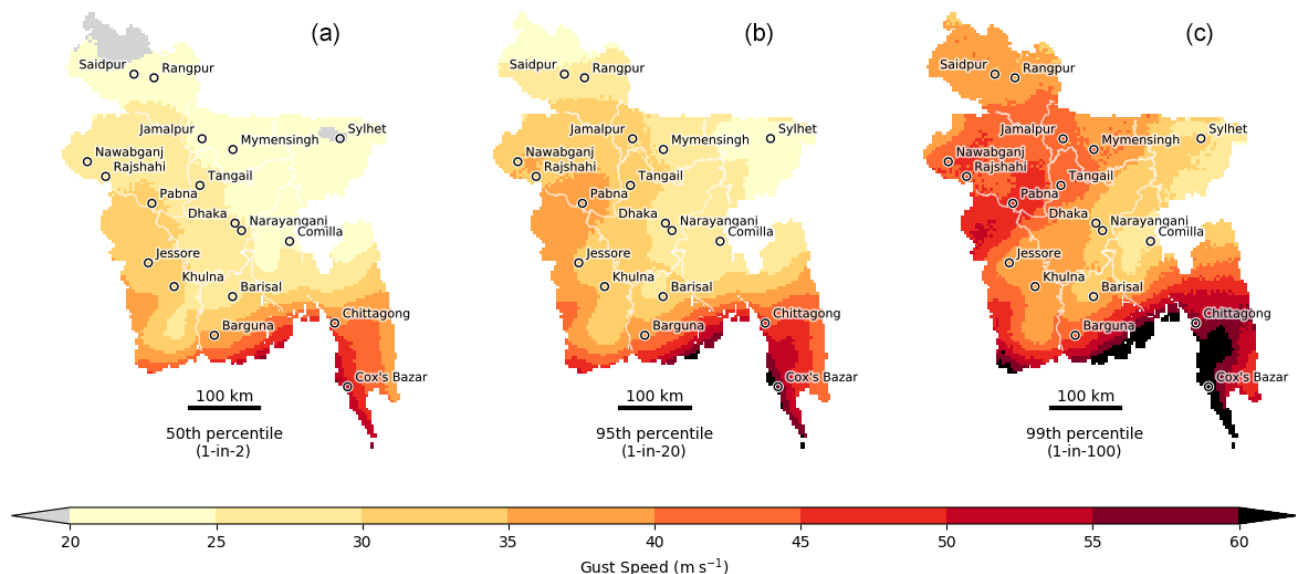 (a)
Saidpur
Rangpur
Jamalpur
Mymensingh
Sylhet
Nawabganj
Rajshahi
Tangail
Pabna
Dhaka
Narayanganj
Comilla
Jessore
Khulna
Barisal
Barguna
Chittagong
Cox's Bazar
100 km
50th percentile
(1-in-2)
(b)
Saidpur
Rangpur
Jamalpur
Mymensingh
Sylhet
Nawabganj
Rajshahi
Tangail
Pabna
Dhaka
Narayanganj
Comilla
Jessore
Khulna
Barisal
Barguna
Chittagong
Cox's Bazar
100 km
95th percentile
(1-in-20)
(c)
Saidpur
Rangpur
Jamalpur
Mymensingh
Sylhet
Nawabganj
Rajshahi
Tangail
Pabna
Dhaka
Narayanganj
Comilla
Jessore
Khulna
Barisal
Barguna
Chittagong
Cox's Bazar
100 km
99th percentile
(1-in-100)
20 25 30 35 40 45 50 55 60
Gust Speed (m s⁻¹)